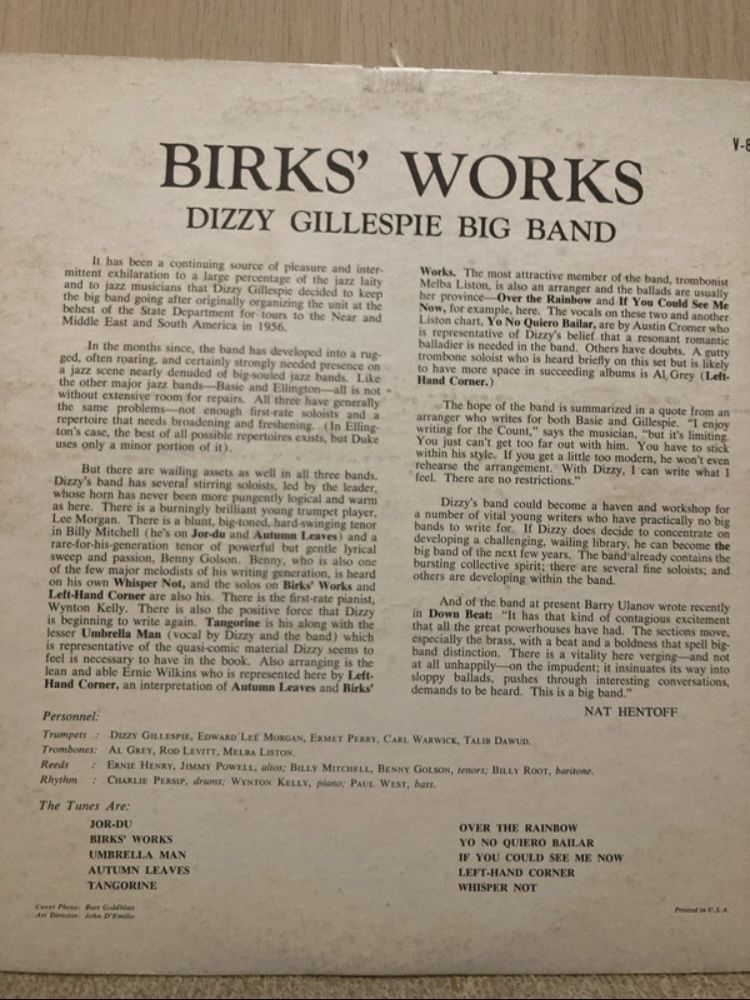 V-8
BIRKS' WORKS
DIZZY GILLESPIE BIG BAND
It has been a continuing source of pleasure and inter-
mittent exhilaration to a large percentage of the jazz laity
and to jazz musicians that Dizzy Gillespie decided to keep
the big band going after originally organizing the unit at the
behest of the State Department for tours to the Near and
Middle East and South America in 1956.
In the months since, the band has developed into a rug-
ged, often roaring, and certainly strongly needed presence on
a jazz scene nearly denuded of big-souled jazz bands. Like
the other major jazz bands—Basie and Ellington—all is not
without extensive room for repairs. All three have generally
the same problems—not enough first-rate soloists and a
repertoire that needs broadening and freshening. (In Elling-
ton's case, the best of all possible repertoires exists, but Duke
uses only a minor portion of it).
But there are wailing assets as well in all three bands.
Dizzy's band has several stirring soloists, led by the leader,
whose horn has never been more pungently logical and warm
as here. There is a burningly brilliant young trumpet player,
Lee Morgan. There is a blunt, big-toned, hard-swinging tenor
in Billy Mitchell (he's on Jor-du and Autumn Leaves) and a
rare-for-his-generation tenor of powerful but gentle lyrical
sweep and passion, Benny Golson. Benny, who is also one
of the few major melodists of his writing generation, is heard
on his own Whisper Not, and the solos on Birks' Works and
Left-Hand Corner are also his. There is the first-rate pianist,
Wynton Kelly. There is also the positive force that Dizzy
is beginning to write again. Tangorine is his along with the
lesser Umbrella Man (vocal by Dizzy and the band) which
is representative of the quasi-comic material Dizzy seems to
feel is necessary to have in the book. Also arranging is the
lean and able Ernie Wilkins who is represented here by Left-
Hand Corner, an interpretation of Autumn Leaves and Birks'
Works. The most attractive member of the band, trombonist
Melba Liston, is also an arranger and the ballads are usually
her province—Over the Rainbow and If You Could See Me
Now, for example, here. The vocals on these two and another
Liston chart, Yo No Quiero Bailar, are by Austin Cromer who
is representative of Dizzy's belief that a resonant romantic
balladier is needed in the band. Others have doubts. A gutty
trombone soloist who is heard briefly on this set but is likely
to have more space in succeeding albums is Al Grey (Left-
Hand Corner.)
The hope of the band is summarized in a quote from an
arranger who writes for both Basie and Gillespie. "I enjoy
writing for the Count," says the musician, "but it's limiting.
You just can't get too far out with him. You have to stick
within his style. If you get a little too modern, he won't even
rehearse the arrangement. With Dizzy, I can write what I
feel. There are no restrictions."
Dizzy's band could become a haven and workshop for
a number of vital young writers who have practically no big
bands to write for. If Dizzy does decide to concentrate on
developing a challenging, wailing library, he can become the
big band of the next few years. The band already contains the
bursting collective spirit; there are several fine soloists; and
others are developing within the band.
And of the band at present Barry Ulanov wrote recently
in Down Beat: "It has that kind of contagious excitement
that all the great powerhouses have had. The sections move,
especially the brass, with a beat and a boldness that spell big-
band distinction. There is a vitality here verging—and not
at all unhappily—on the impudent; it insinuates its way into
sloppy ballads, pushes through interesting conversations,
demands to be heard. This is a big band."
NAT HENTOFF
Personnel:
Trumpets : DIZZY GILLESPIE, EDWARD LEE MORGAN, ERMET PERRY, CARL WARWICK, TALIB DAWUD.
Trombones: AL GREY, ROD LEVITT, MELBA LISTON.
Reeds : ERNIE HENRY, JIMMY POWELL, altos; BILLY MITCHELL, BENNY GOLSON, tenors; BILLY ROOT, baritone.
Rhythm : CHARLIE PERSIP, drums; WYNTON KELLY, piano; PAUL WEST, bass.
The Tunes Are:
JOR-DU
BIRKS' WORKS
UMBRELLA MAN
AUTUMN LEAVES
TANGORINE
OVER THE RAINBOW
YO NO QUIERO BAILAR
IF YOU COULD SEE ME NOW
LEFT-HAND CORNER
WHISPER NOT
Cover Photo: Burt Goldblatt
Art Director: John D'Emilio
Printed in U.S.A.